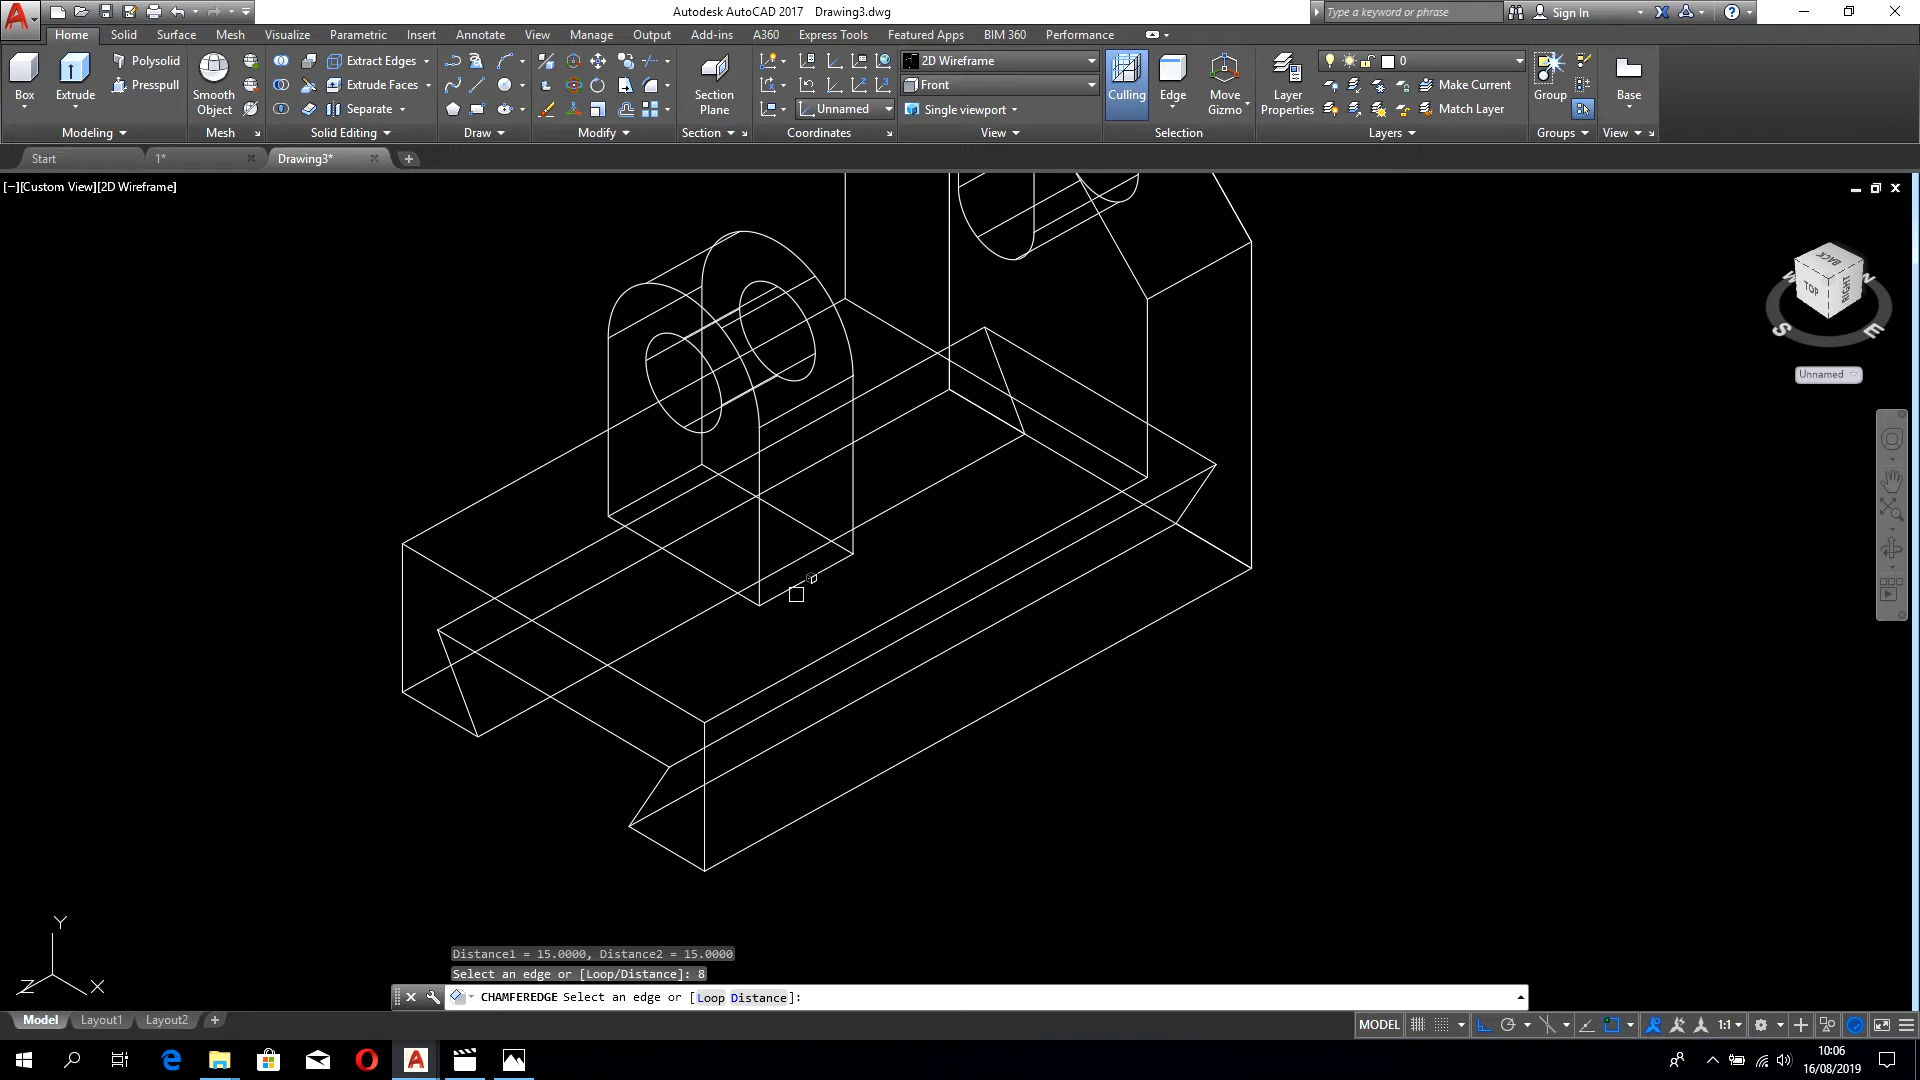 Autodesk AutoCAD 2017 Drawing3.dwg
Type a keyword or phrase
Sign In
Home Solid Surface Mesh Visualize Parametric Insert Annotate View Manage Output Add-ins A360 Express Tools Featured Apps BIM 360 Performance
Box
Extrude
Polysolid
Presspull
Modeling
Smooth
Object
Mesh
Extract Edges
Extrude Faces
Separate
Solid Editing
Draw
Modify
Section
Plane
Section
Unnamed
Coordinates
2D Wireframe
Front
Single viewport
View
Culling
Edge
Move
Gizmo
Selection
Layer
Properties
0
Make Current
Match Layer
Layers
Group
Groups
Base
View
Start
1*
Drawing3*
[−][Custom View][2D Wireframe]
BACK
TOP
RIGHT
W
N
S
E
Unnamed
Y
Z
X
Distance1 = 15.0000, Distance2 = 15.0000
Select an edge or [Loop/Distance]: 8
CHAMFEREDGE Select an edge or [Loop Distance]:
Model Layout1 Layout2
MODEL
1:1
10:06
16/08/2019